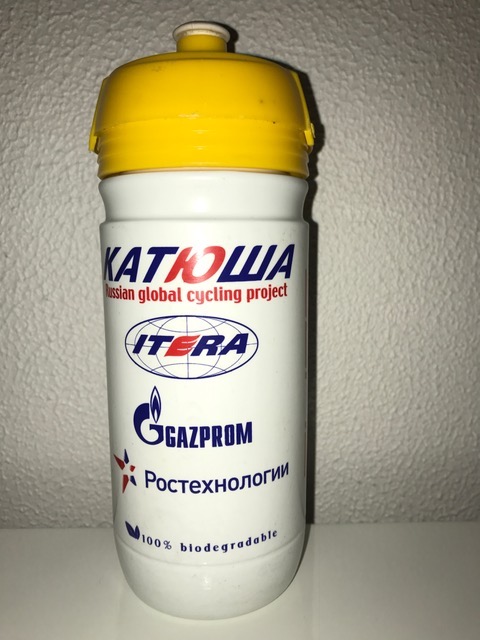 КАТЮША
Russian global cycling project
ITERA
GAZPROM
Ростехнологии
100% biodegradable